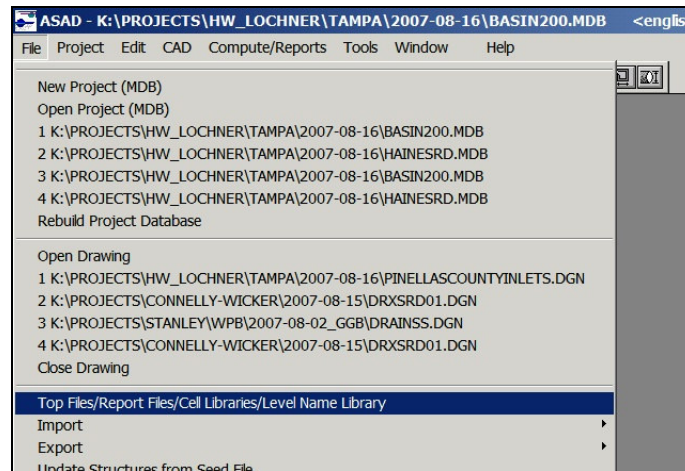 ASAD - K:\PROJECTS\HW_LOCHNER\TAMPA\2007-08-16\BASIN200.MDB <englis
File Project Edit CAD Compute/Reports Tools Window Help
New Project (MDB)
Open Project (MDB)
1 K:\PROJECTS\HW_LOCHNER\TAMPA\2007-08-16\BASIN200.MDB
2 K:\PROJECTS\HW_LOCHNER\TAMPA\2007-08-16\HAINESRD.MDB
3 K:\PROJECTS\HW_LOCHNER\TAMPA\2007-08-16\BASIN200.MDB
4 K:\PROJECTS\HW_LOCHNER\TAMPA\2007-08-16\HAINESRD.MDB
Rebuild Project Database
Open Drawing
1 K:\PROJECTS\HW_LOCHNER\TAMPA\2007-08-16\PINELLASCOUNTYINLETS.DGN
2 K:\PROJECTS\CONNELLY-WICKER\2007-08-15\DRXSRD01.DGN
3 K:\PROJECTS\STANLEY\WPB\2007-08-02_GGB\DRAINSS.DGN
4 K:\PROJECTS\CONNELLY-WICKER\2007-08-15\DRXSRD01.DGN
Close Drawing
Top Files/Report Files/Cell Libraries/Level Name Library
Import
Export
Update Structures from Seed File